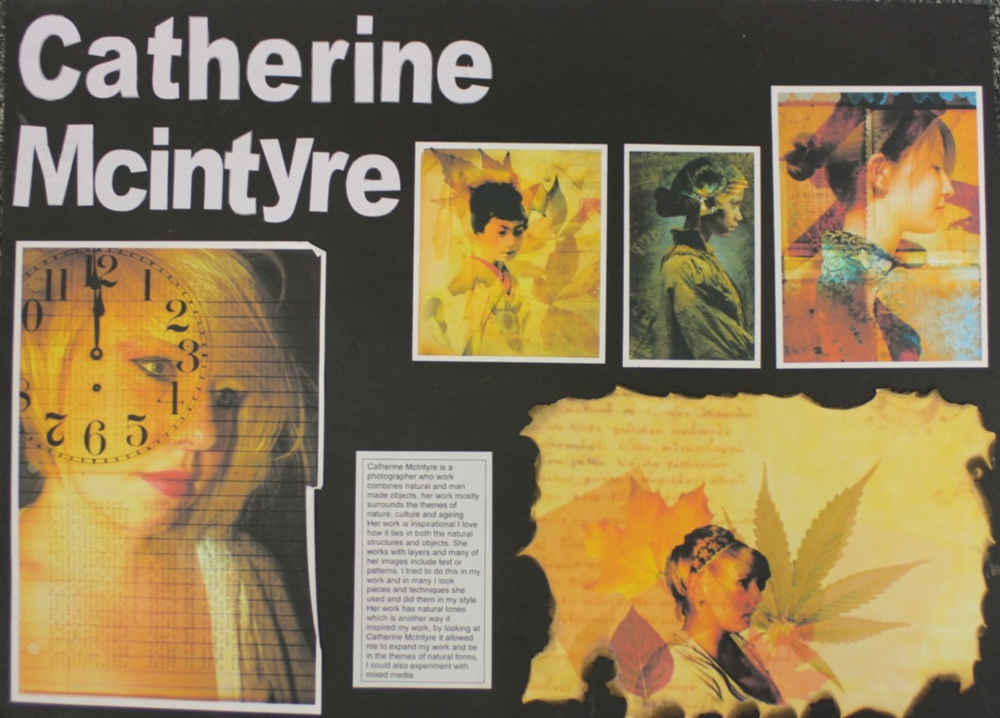 Catherine
Mcintyre
12
11
1
0
2
3
8
4
7
6
5
Catherine McIntyre is a
photographer who work
combines natural and man
made objects, her work mostly
surrounds the themes of
nature, culture and ageing.
Her work is inspirational I love
how it ties in both the natural
structures and objects. She
works with layers and many of
her images include text or
patterns, I tried to do this in my
work and in many I took
pieces and techniques she
used and did them in my style.
Her work has natural tones
which is another way it
inspired my work, by looking at
Catherine McIntyre it allowed
me to expand my work and tie
in the themes of natural forms,
I could also experiment with
mixed media.